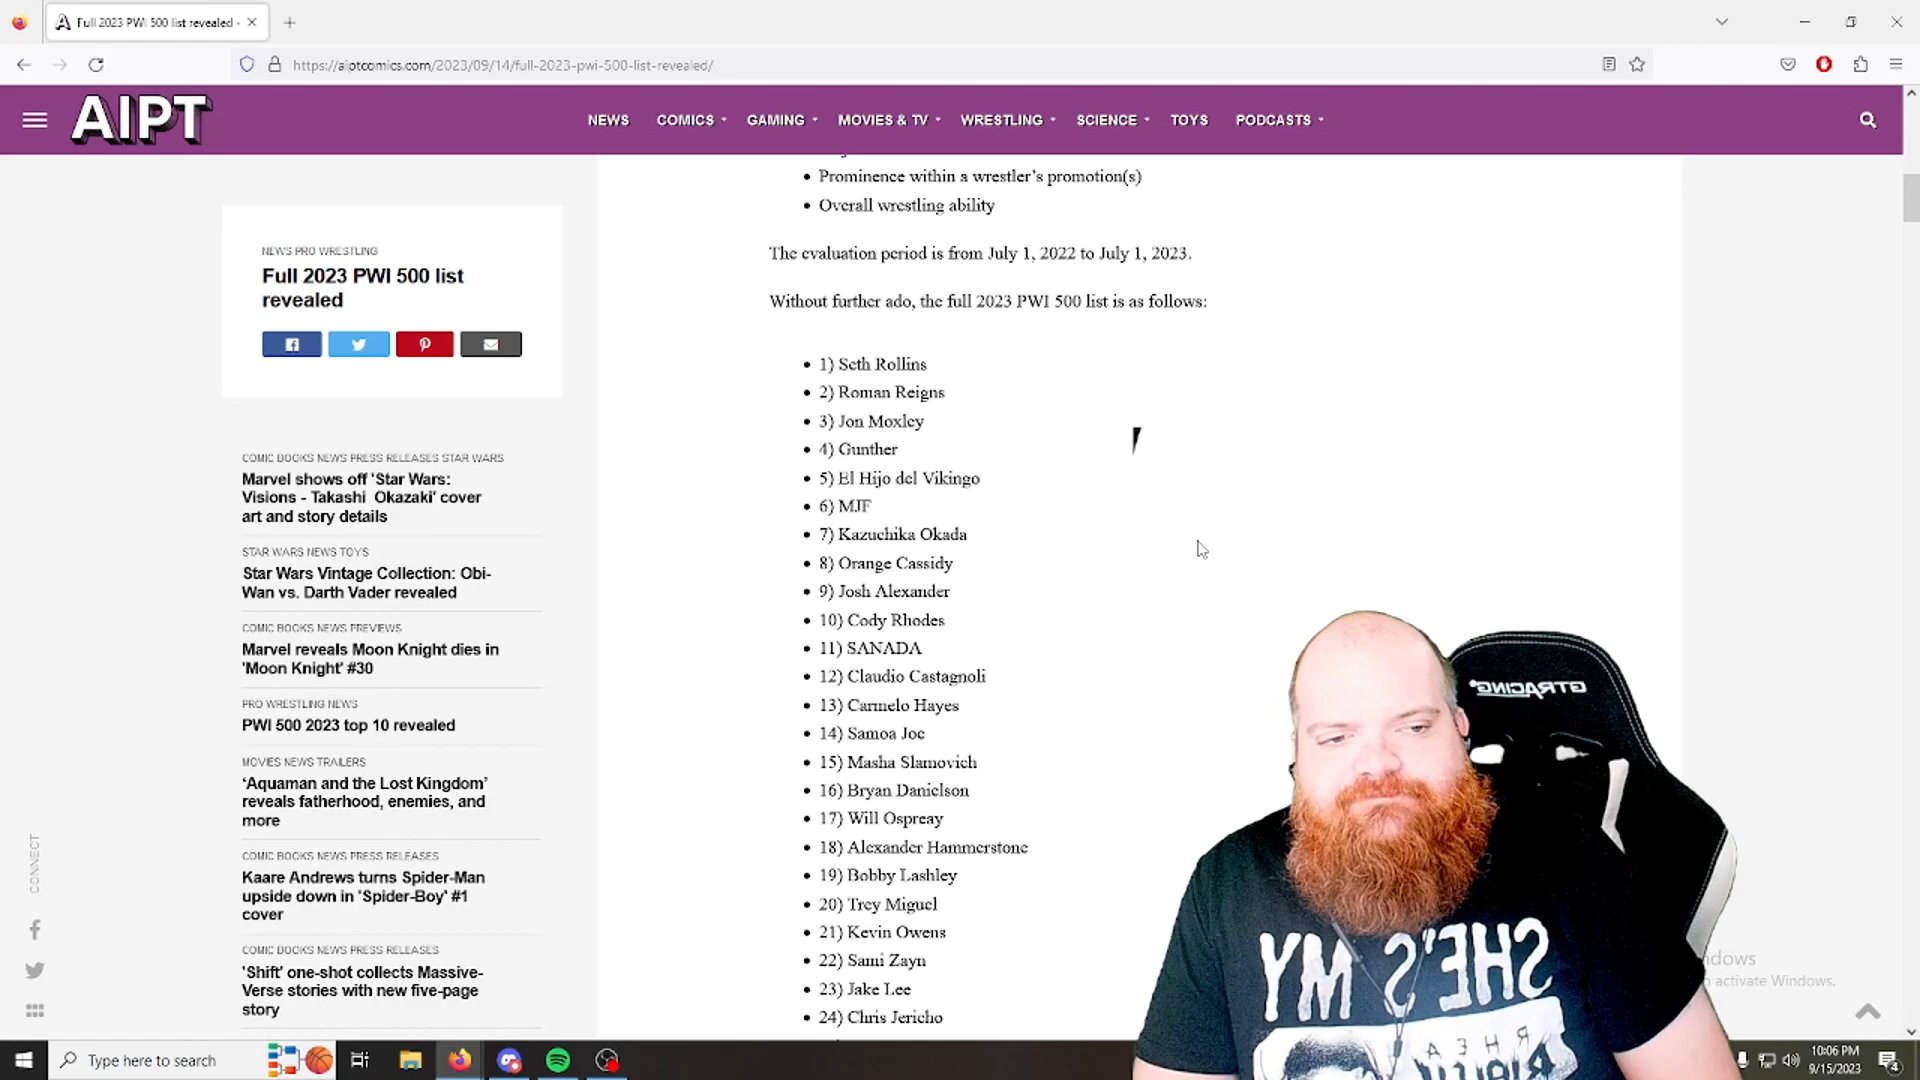 Full 2023 PWI 500 list revealed -
https://aiptcomics.com/2023/09/14/full-2023-pwi-500-list-revealed/
AIPT
NEWS COMICS GAMING MOVIES & TV WRESTLING SCIENCE TOYS PODCASTS
Prominence within a wrestler's promotion(s)
Overall wrestling ability
The evaluation period is from July 1, 2022 to July 1, 2023.
Without further ado, the full 2023 PWI 500 list is as follows:
1) Seth Rollins
2) Roman Reigns
3) Jon Moxley
4) Gunther
5) El Hijo del Vikingo
6) MJF
7) Kazuchika Okada
8) Orange Cassidy
9) Josh Alexander
10) Cody Rhodes
11) SANADA
12) Claudio Castagnoli
13) Carmelo Hayes
14) Samoa Joe
15) Masha Slamovich
16) Bryan Danielson
17) Will Ospreay
18) Alexander Hammerstone
19) Bobby Lashley
20) Trey Miguel
21) Kevin Owens
22) Sami Zayn
23) Jake Lee
24) Chris Jericho
NEWS PRO WRESTLING
Full 2023 PWI 500 list
revealed
COMIC BOOKS NEWS PRESS RELEASES STAR WARS
Marvel shows off 'Star Wars:
Visions - Takashi Okazaki' cover
art and story details
STAR WARS NEWS TOYS
Star Wars Vintage Collection: Obi-
Wan vs. Darth Vader revealed
COMIC BOOKS NEWS PREVIEWS
Marvel reveals Moon Knight dies in
'Moon Knight' #30
PRO WRESTLING NEWS
PWI 500 2023 top 10 revealed
MOVIES NEWS TRAILERS
‘Aquaman and the Lost Kingdom’
reveals fatherhood, enemies, and
more
COMIC BOOKS NEWS PRESS RELEASES
Kaare Andrews turns Spider-Man
upside down in 'Spider-Boy' #1
cover
COMIC BOOKS NEWS PRESS RELEASES
'Shift' one-shot collects Massive-
Verse stories with new five-page
story
CONNECT
GTRACING
SHE'S MY
RHEA
ndows
o activate Windows.
Type here to search
10:06 PM
9/15/2023
4